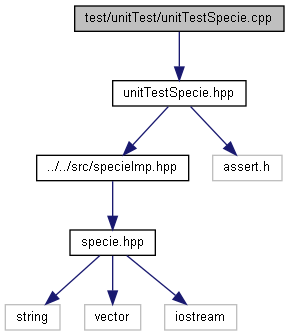 test/unitTest/unitTestSpecie.cpp
unitTestSpecie.hpp
../../src/specieImp.hpp
assert.h
specie.hpp
string
vector
iostream